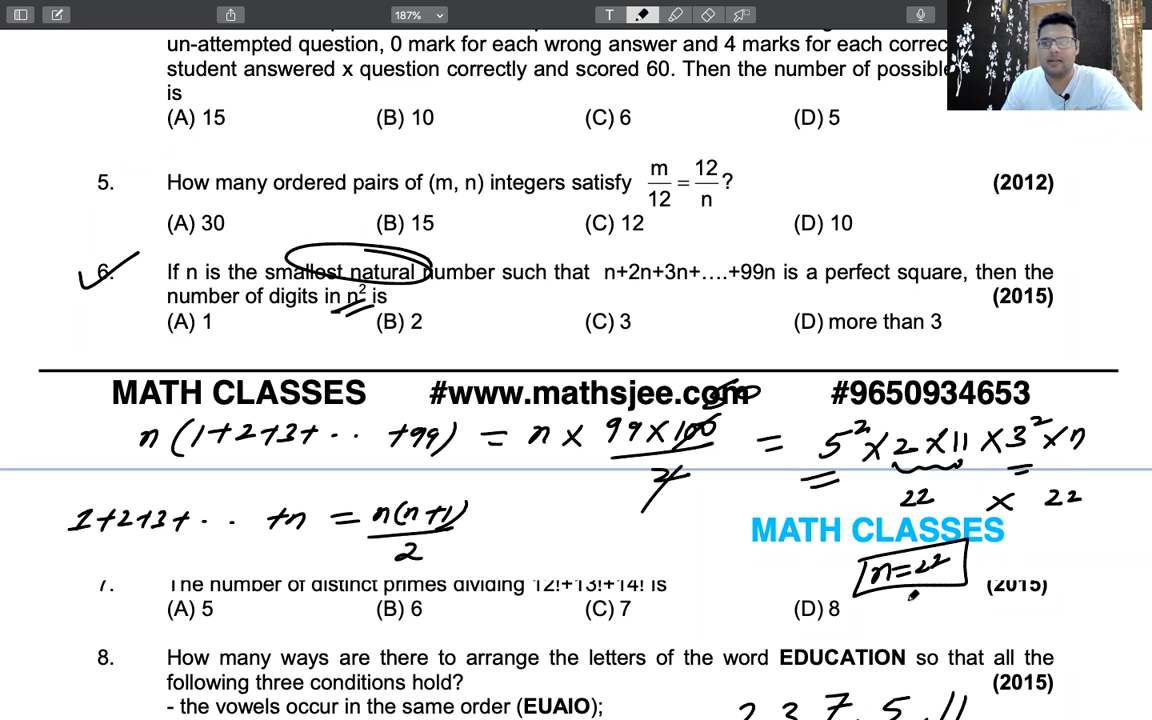 187%
T
un-attempted question, 0 mark for each wrong answer and 4 marks for each correc
student answered x question correctly and scored 60. Then the number of possible
is
(A) 15 (B) 10 (C) 6 (D) 5
5. How many ordered pairs of (m, n) integers satisfy m/12 = 12/n ? (2012)
(A) 30 (B) 15 (C) 12 (D) 10
6. If n is the smallest natural number such that n+2n+3n+....+99n is a perfect square, then the
number of digits in n² is (2015)
(A) 1 (B) 2 (C) 3 (D) more than 3
MATH CLASSES #www.mathsjee.com #9650934653
50
n(1+2+3+ .. +99) = n × 99×100/2 = 5² × 2 × 11 × 3² × n
22 × 22
1+2+3+ .. +n = n(n+1)/2
MATH CLASSES
n=22
7. The number of distinct primes dividing 12!+13!+14! is (2015)
(A) 5 (B) 6 (C) 7 (D) 8
8. How many ways are there to arrange the letters of the word EDUCATION so that all the
following three conditions hold? (2015)
- the vowels occur in the same order (EUAIO);
2, 3, 7, 5, 11